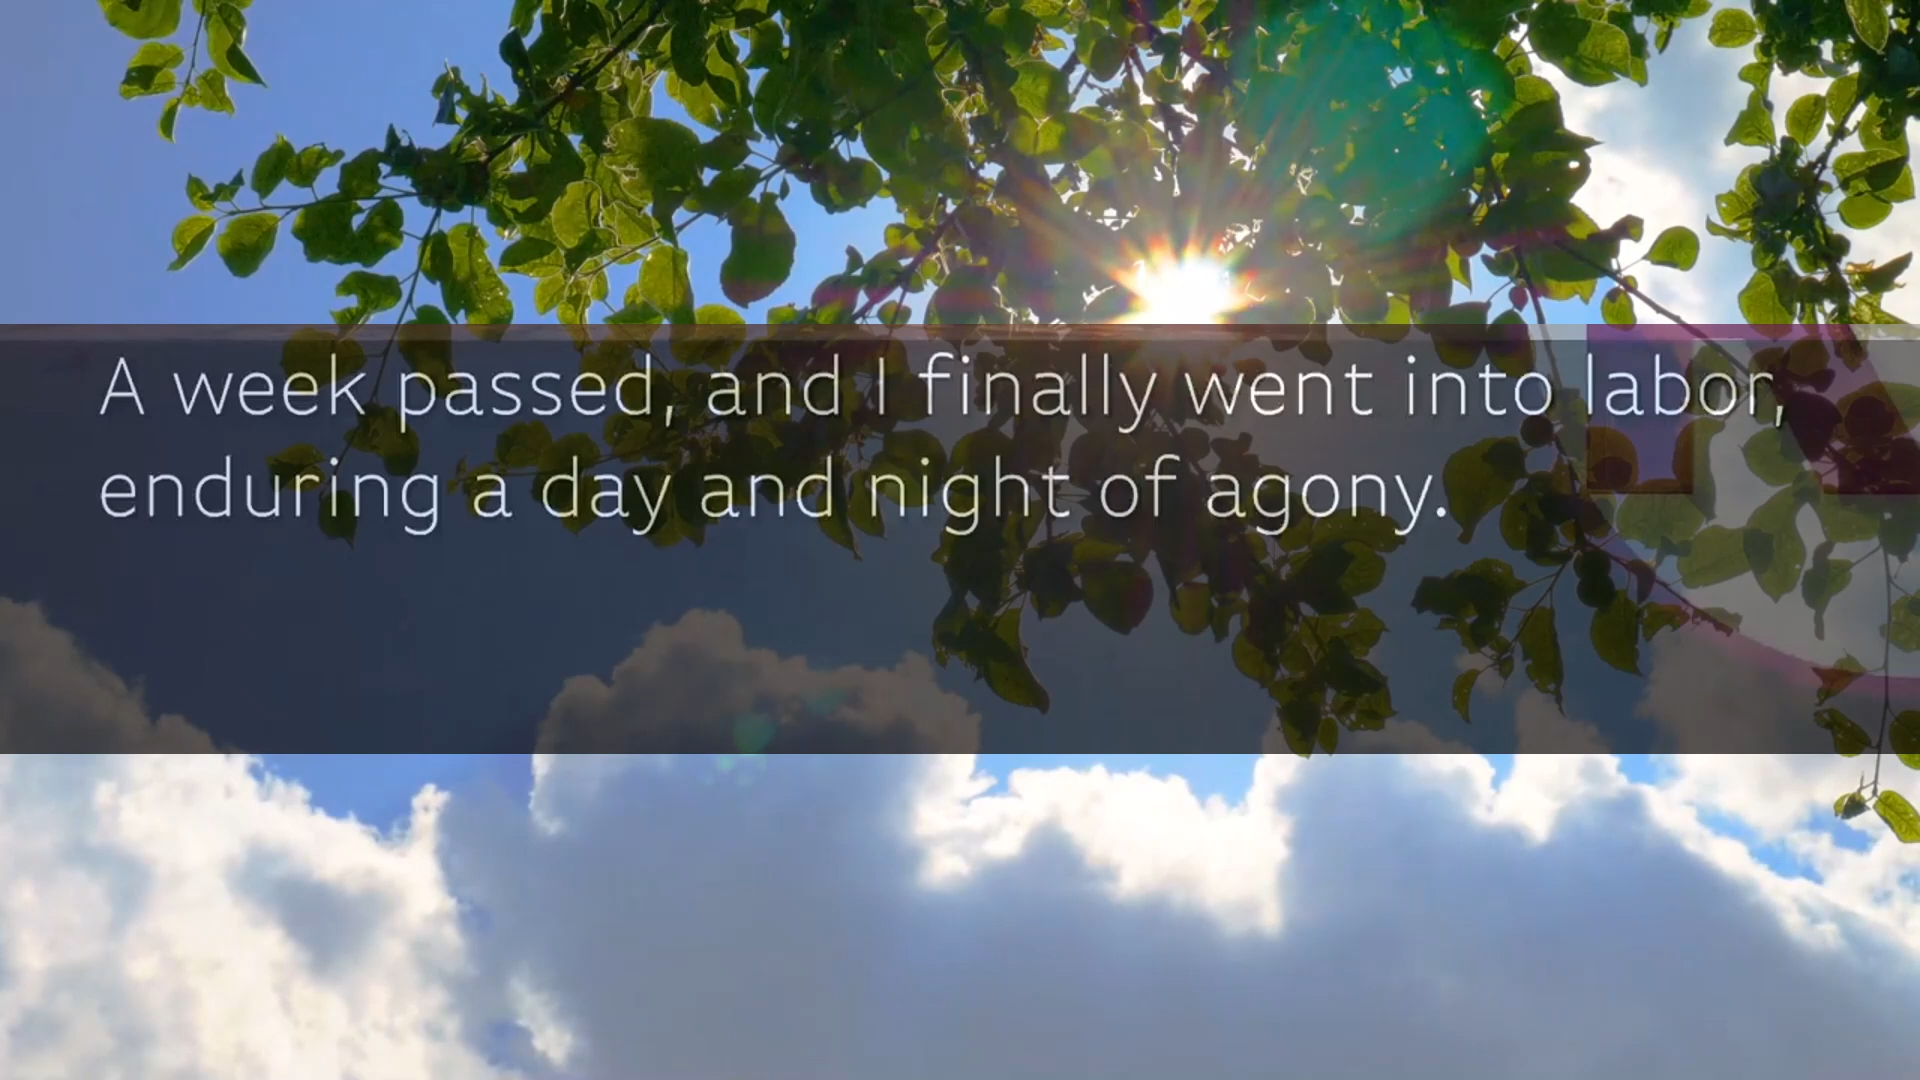 A week passed, and I finally went into labor,
enduring a day and night of agony.